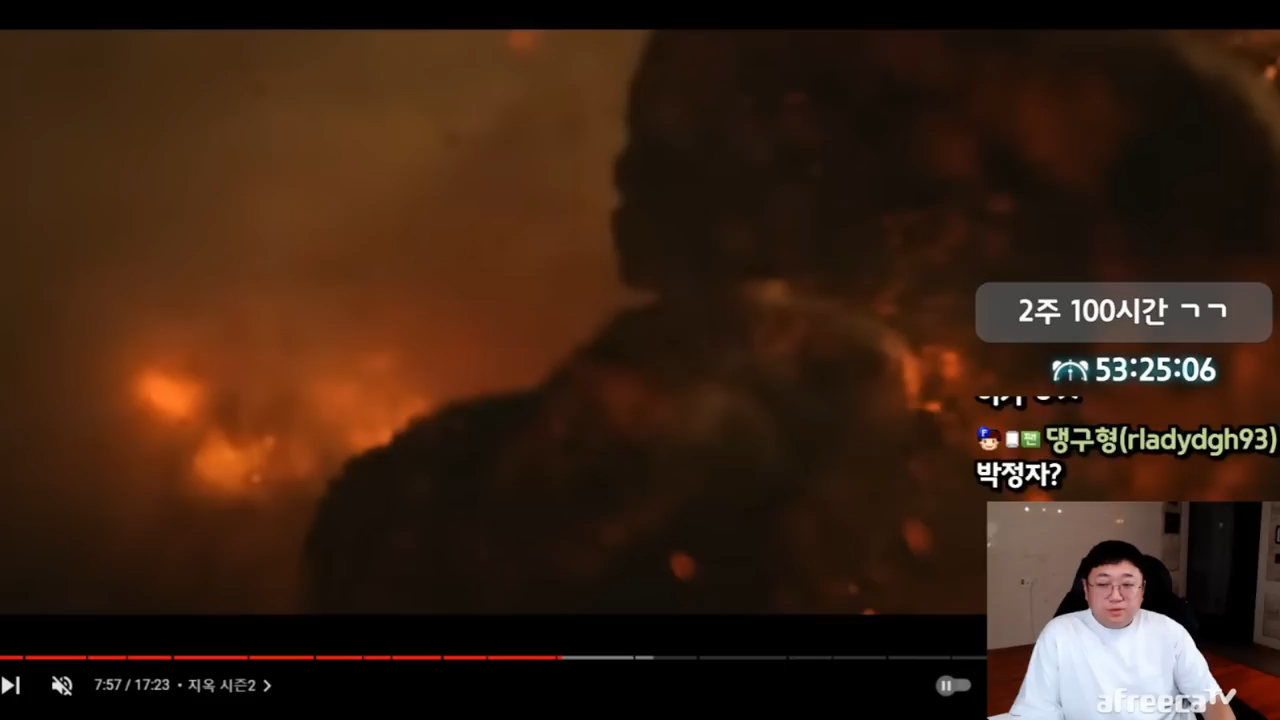 2주 100시간 ㄱㄱ
53:25:06
팬 댕구형(rladydgh93)
박정자?
7:57 / 17:23 • 지옥 시즌2
afreecaTV